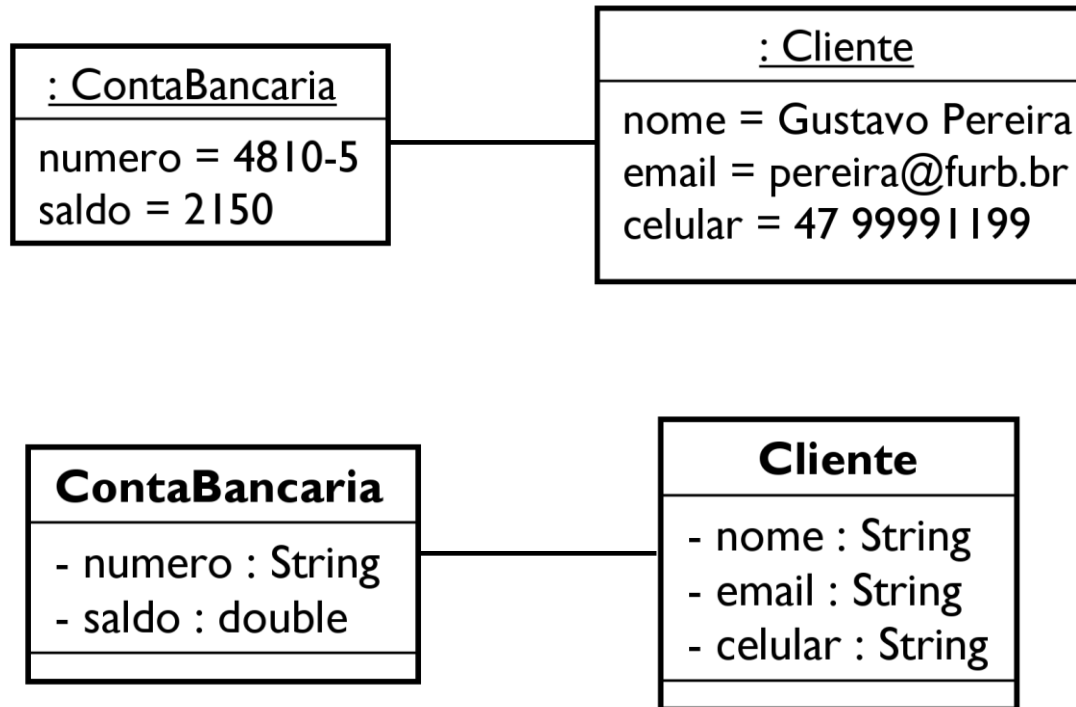 : ContaBancaria
numero = 4810-5
saldo = 2150
: Cliente
nome = Gustavo Pereira
email = pereira@furb.br
celular = 47 99991199
ContaBancaria
- numero : String
- saldo : double
Cliente
- nome : String
- email : String
- celular : String